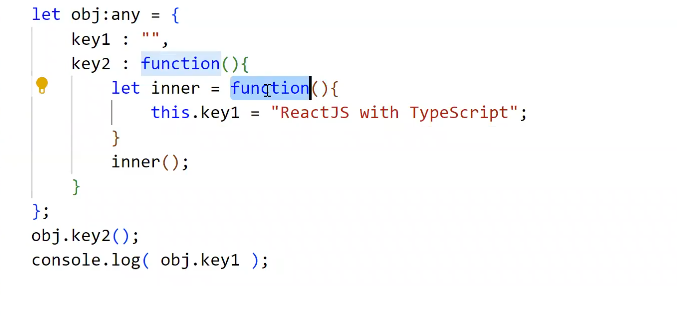 let obj:any = {
    key1 : "",
    key2 : function(){
        let inner = function(){
            this.key1 = "ReactJS with TypeScript";
        }
        inner();
    }
};
obj.key2();
console.log( obj.key1 );